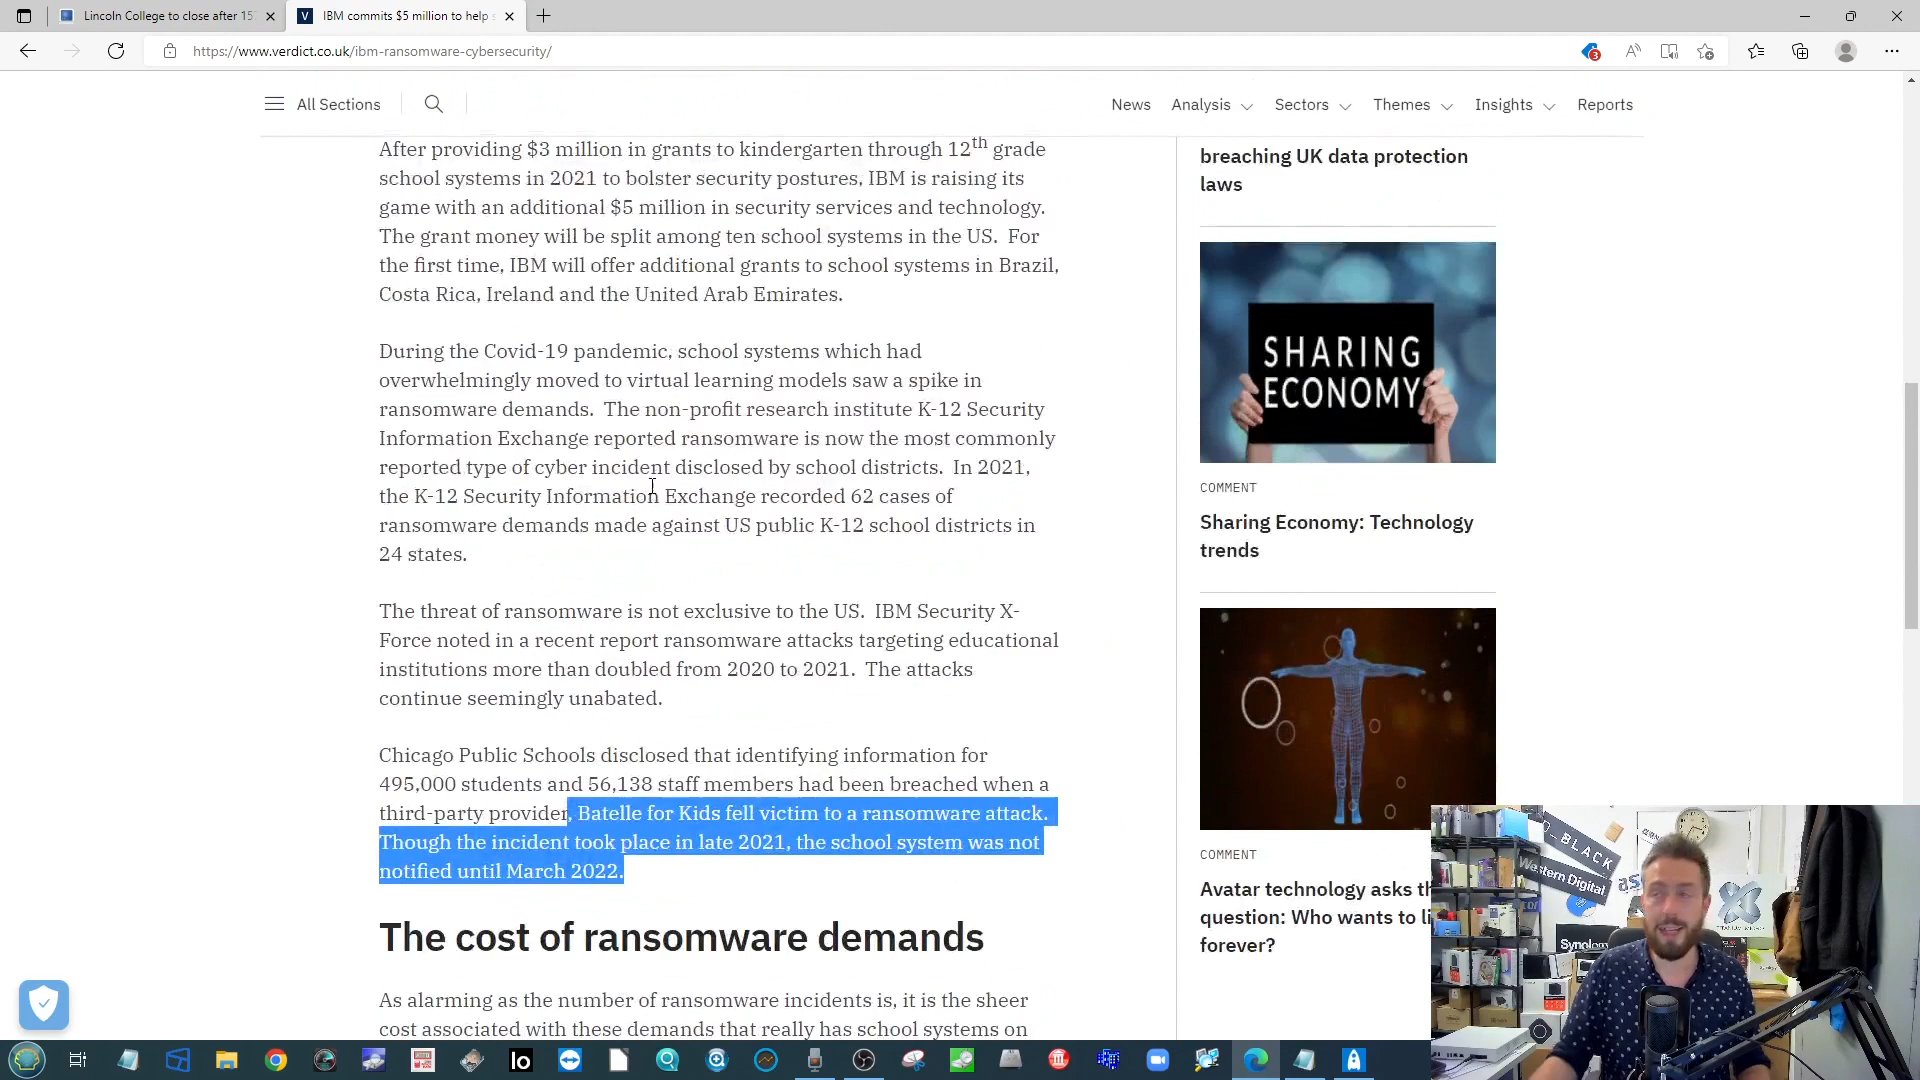 Lincoln College to close after 15
IBM commits $5 million to help s
https://www.verdict.co.uk/ibm-ransomware-cybersecurity/
3
All Sections
News Analysis Sectors Themes Insights Reports
After providing $3 million in grants to kindergarten through 12th grade
school systems in 2021 to bolster security postures, IBM is raising its
game with an additional $5 million in security services and technology.
The grant money will be split among ten school systems in the US. For
the first time, IBM will offer additional grants to school systems in Brazil,
Costa Rica, Ireland and the United Arab Emirates.
During the Covid-19 pandemic, school systems which had
overwhelmingly moved to virtual learning models saw a spike in
ransomware demands. The non-profit research institute K-12 Security
Information Exchange reported ransomware is now the most commonly
reported type of cyber incident disclosed by school districts. In 2021,
the K-12 Security Information Exchange recorded 62 cases of
ransomware demands made against US public K-12 school districts in
24 states.
The threat of ransomware is not exclusive to the US. IBM Security X-
Force noted in a recent report ransomware attacks targeting educational
institutions more than doubled from 2020 to 2021. The attacks
continue seemingly unabated.
Chicago Public Schools disclosed that identifying information for
495,000 students and 56,138 staff members had been breached when a
third-party provider, Batelle for Kids fell victim to a ransomware attack.
Though the incident took place in late 2021, the school system was not
notified until March 2022.
The cost of ransomware demands
As alarming as the number of ransomware incidents is, it is the sheer
cost associated with these demands that really has school systems on
breaching UK data protection
laws
SHARING
ECONOMY
COMMENT
Sharing Economy: Technology
trends
COMMENT
Avatar technology asks th
question: Who wants to li
forever?
D_BLACK
Western Digital
as
Synology
IO